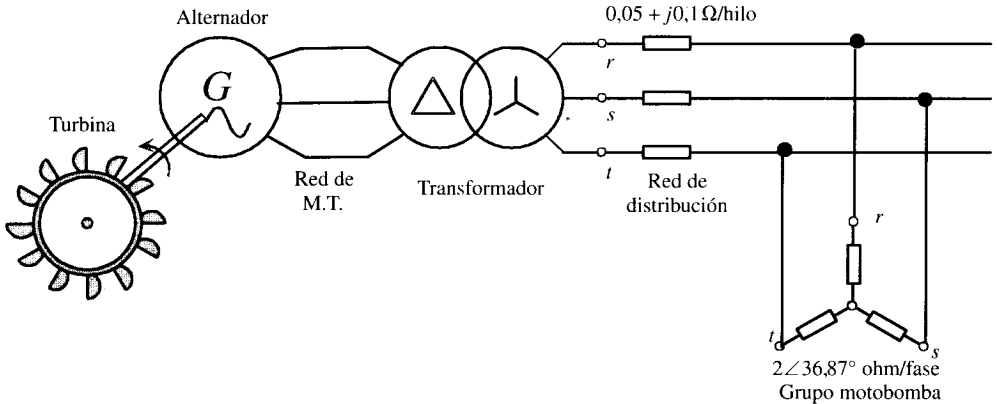 Alternador
0,05 + j0,1 Ω/hilo
G
r
Turbina
s
t
Red de
M.T.
Transformador
Red de
distribución
r
t
s
2∠36,87° ohm/fase
Grupo motobomba